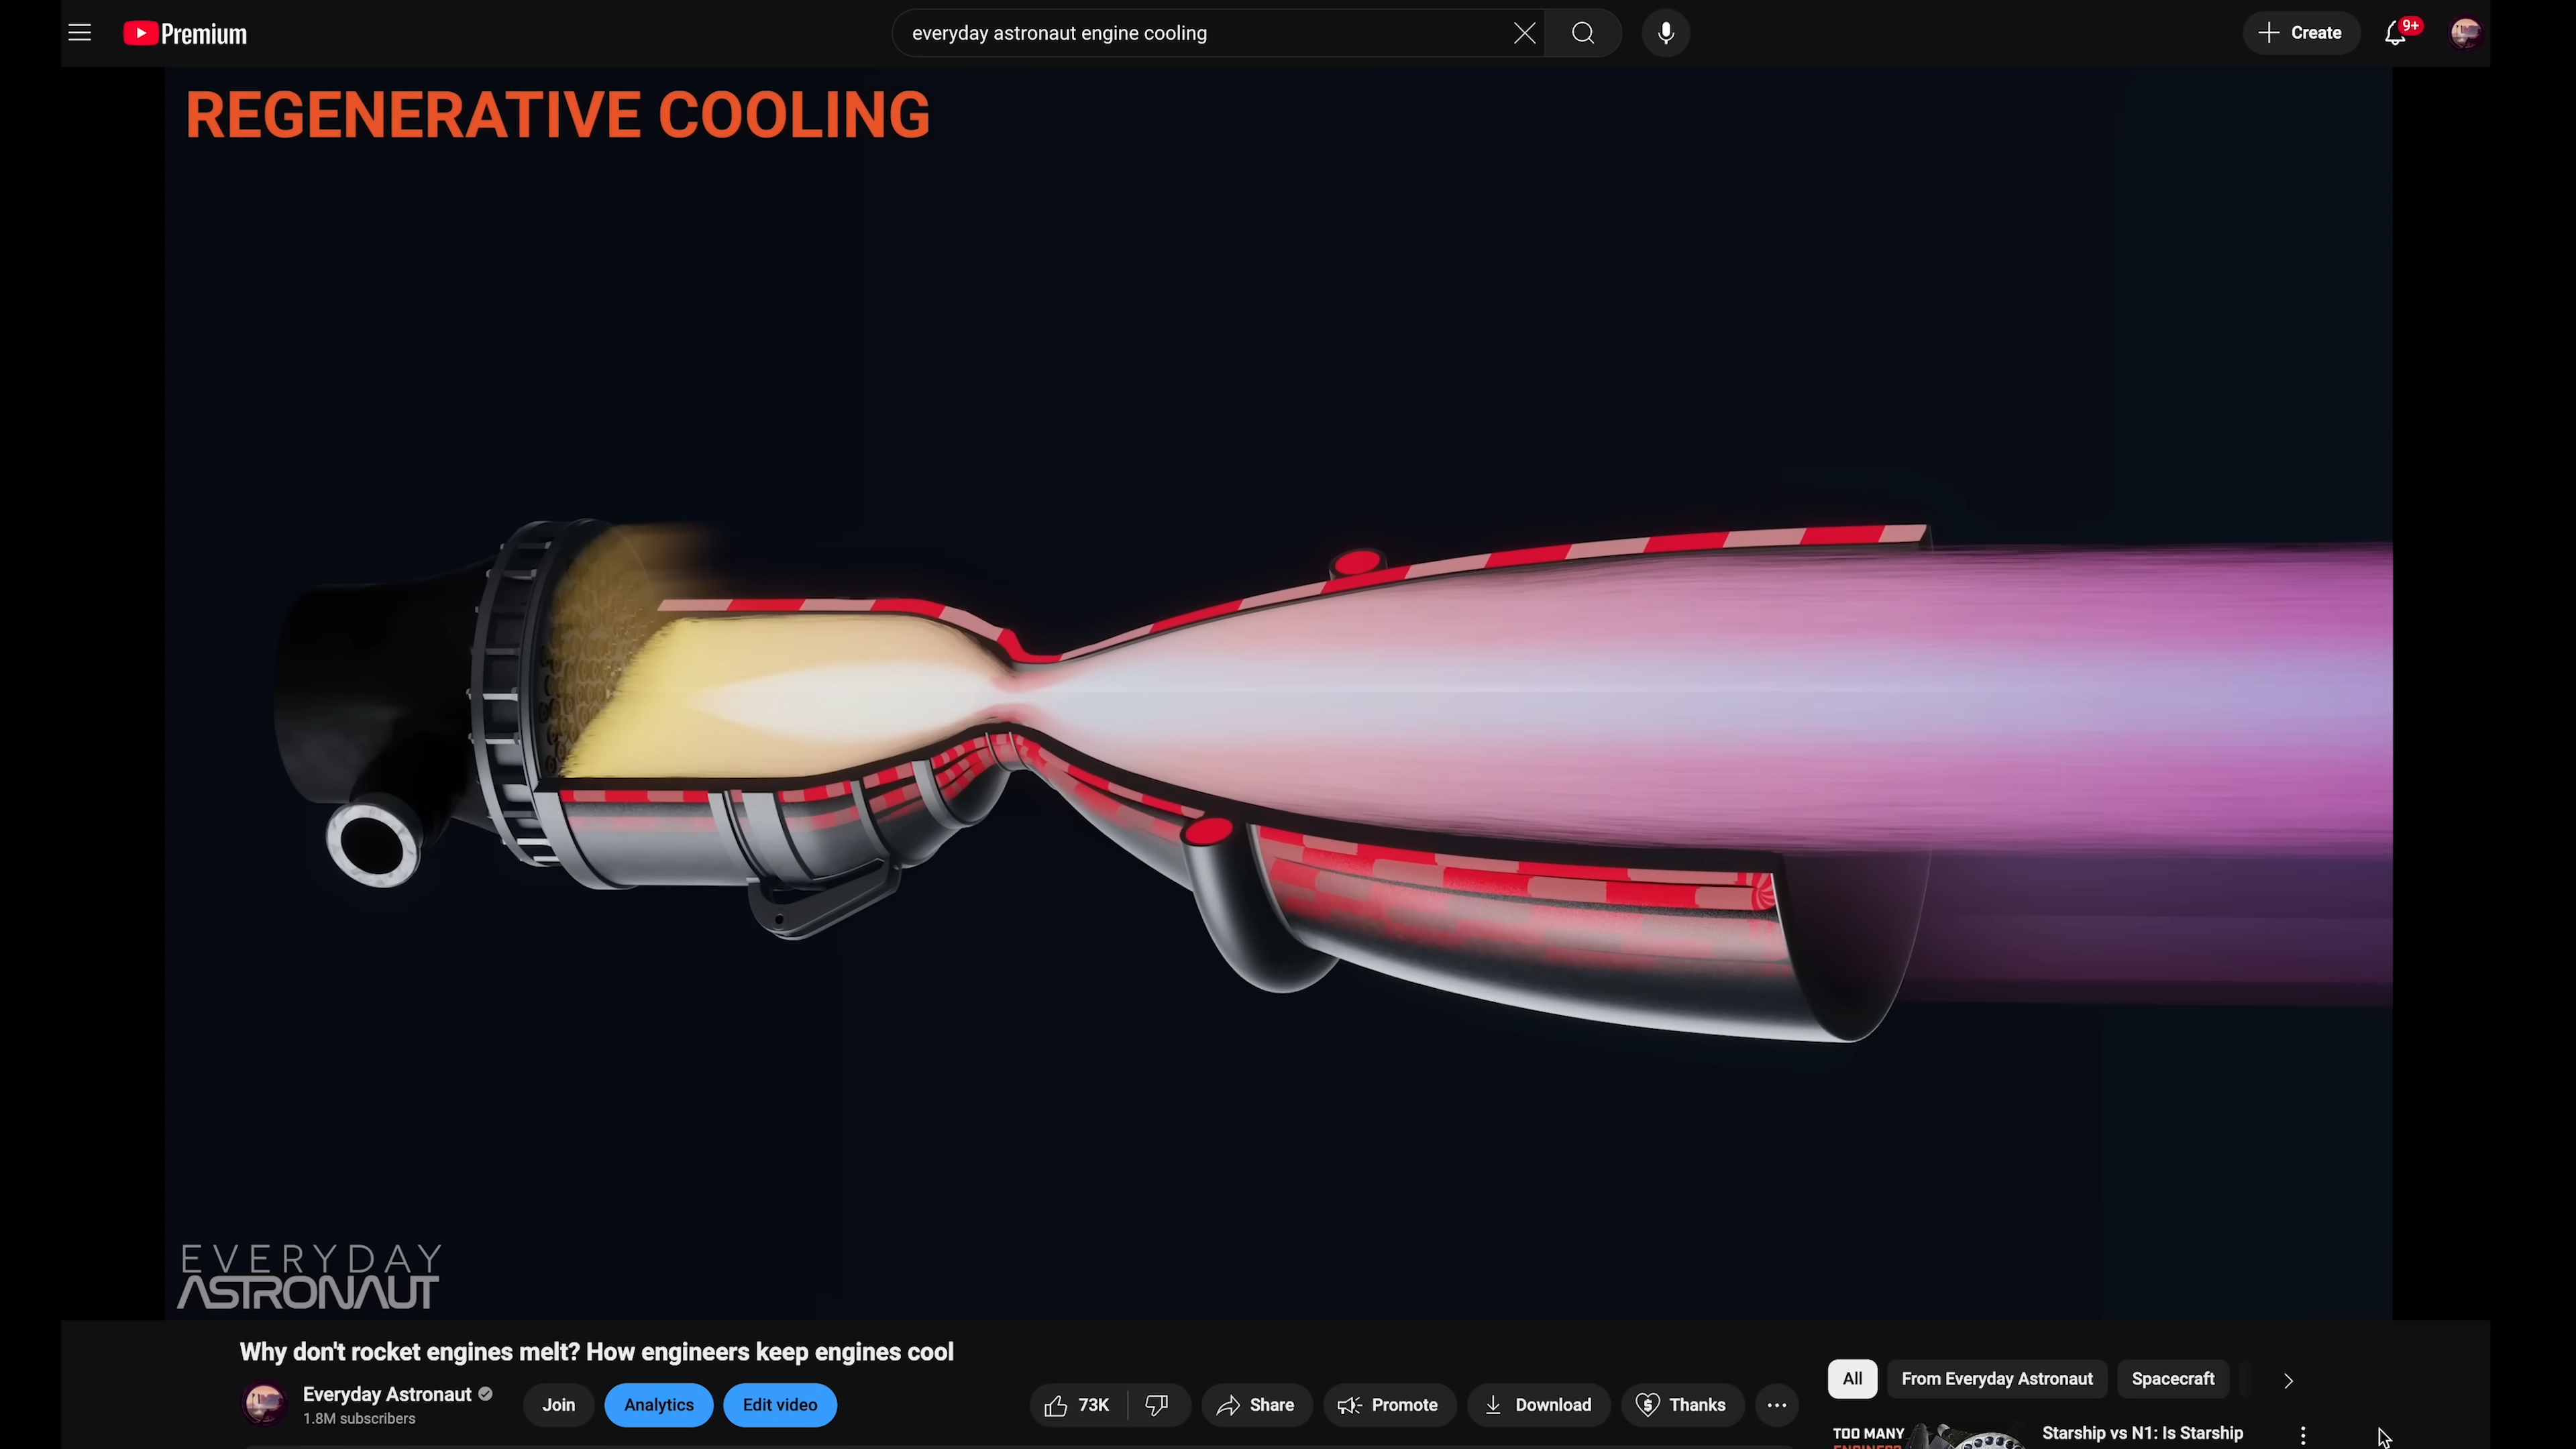 Premium
everyday astronaut engine cooling
Create
9+
REGENERATIVE COOLING
EVERYDAY
ASTRONAUT
Why don't rocket engines melt? How engineers keep engines cool
Everyday Astronaut
1.8M subscribers
Join
Analytics
Edit video
73K
Share
Promote
Download
Thanks
All
From Everyday Astronaut
Spacecraft
TOO MANY
Starship vs N1: Is Starship